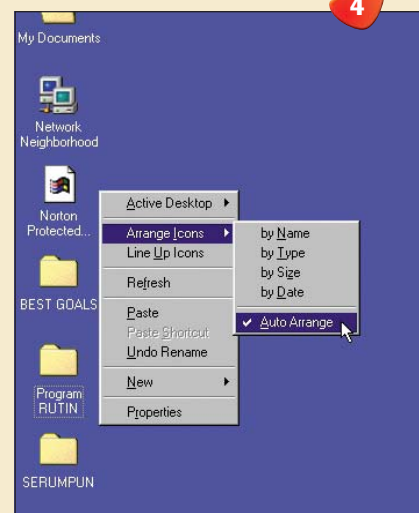 4
My Documents
Network
Neighborhood
Norton
Protected...
BEST GOALS
Program
RUTIN
SERUMPUN
Active Desktop
Arrange Icons
Line Up Icons
Refresh
Paste
Paste Shortcut
Undo Rename
New
Properties
by Name
by Type
by Size
by Date
Auto Arrange